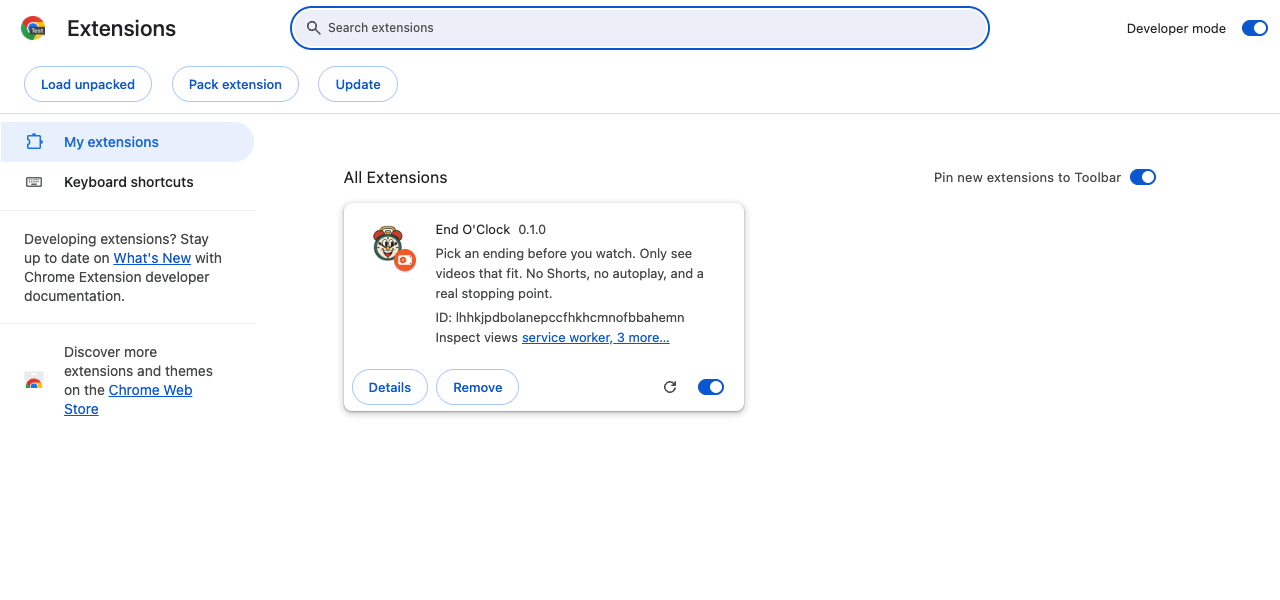 Test
Extensions
Search extensions
Developer mode
Load unpacked
Pack extension
Update
My extensions
Keyboard shortcuts
Developing extensions? Stay
up to date on What's New with
Chrome Extension developer
documentation.
Discover more
extensions and themes
on the Chrome Web
Store
All Extensions
Pin new extensions to Toolbar
End O'Clock 0.1.0
Pick an ending before you watch. Only see
videos that fit. No Shorts, no autoplay, and a
real stopping point.
ID: lhhkjpdbolanepccfhkhcmnofbbahemn
Inspect views service worker, 3 more...
Details
Remove